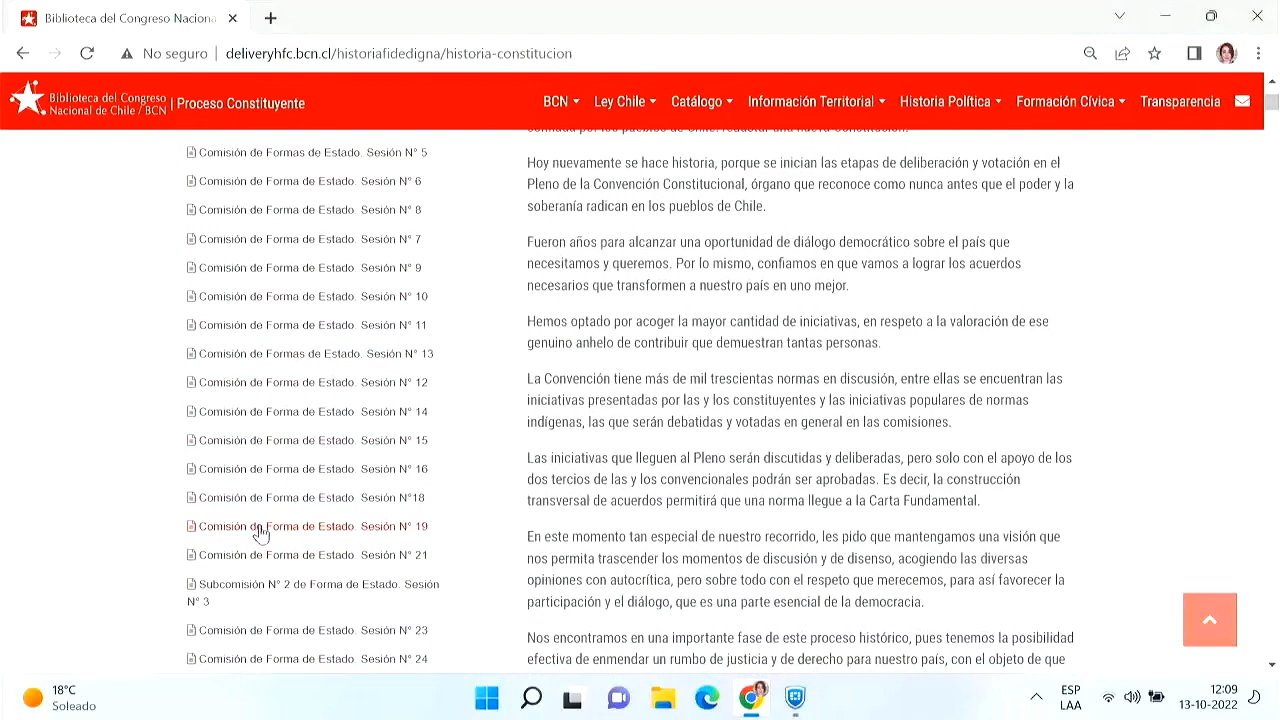 Biblioteca del Congreso Naciona
No seguro
deliveryhfc.bcn.cl/historiafidedigna/historia-constitucion
Biblioteca del Congreso
Nacional de Chile / BCN
| Proceso Constituyente
BCN
Ley Chile
Catálogo
Información Territorial
Historia Política
Formación Cívica
Transparencia
Comisión de Formas de Estado. Sesión N° 5
Comisión de Forma de Estado. Sesión N° 6
Comisión de Forma de Estado. Sesión N° 8
Comisión de Forma de Estado. Sesión N° 7
Comisión de Forma de Estado. Sesión N° 9
Comisión de Forma de Estado. Sesión N° 10
Comisión de Forma de Estado. Sesión N° 11
Comisión de Formas de Estado. Sesión N° 13
Comisión de Forma de Estado. Sesión N° 12
Comisión de Forma de Estado. Sesión N° 14
Comisión de Forma de Estado. Sesión N° 15
Comisión de Forma de Estado. Sesión N° 16
Comisión de Forma de Estado. Sesión N°18
Comisión de Forma de Estado. Sesión N° 19
Comisión de Forma de Estado. Sesión N° 21
Subcomisión N° 2 de Forma de Estado. Sesión
N° 3
Comisión de Forma de Estado. Sesión N° 23
Comisión de Forma de Estado. Sesión N° 24
confiada por los pueblos de Chile: redactar una nueva Constitución.
Hoy nuevamente se hace historia, porque se inician las etapas de deliberación y votación en el
Pleno de la Convención Constitucional, órgano que reconoce como nunca antes que el poder y la
soberanía radican en los pueblos de Chile.
Fueron años para alcanzar una oportunidad de diálogo democrático sobre el país que
necesitamos y queremos. Por lo mismo, confiamos en que vamos a lograr los acuerdos
necesarios que transformen a nuestro país en uno mejor.
Hemos optado por acoger la mayor cantidad de iniciativas, en respeto a la valoración de ese
genuino anhelo de contribuir que demuestran tantas personas.
La Convención tiene más de mil trescientas normas en discusión, entre ellas se encuentran las
iniciativas presentadas por las y los constituyentes y las iniciativas populares de normas
indígenas, las que serán debatidas y votadas en general en las comisiones.
Las iniciativas que lleguen al Pleno serán discutidas y deliberadas, pero solo con el apoyo de los
dos tercios de las y los convencionales podrán ser aprobadas. Es decir, la construcción
transversal de acuerdos permitirá que una norma llegue a la Carta Fundamental.
En este momento tan especial de nuestro recorrido, les pido que mantengamos una visión que
nos permita trascender los momentos de discusión y de disenso, acogiendo las diversas
opiniones con autocrítica, pero sobre todo con el respeto que merecemos, para así favorecer la
participación y el diálogo, que es una parte esencial de la democracia.
Nos encontramos en una importante fase de este proceso histórico, pues tenemos la posibilidad
efectiva de enmendar un rumbo de justicia y de derecho para nuestro país, con el objeto de que
18°C
Soleado
ESP
LAA
12:09
13-10-2022